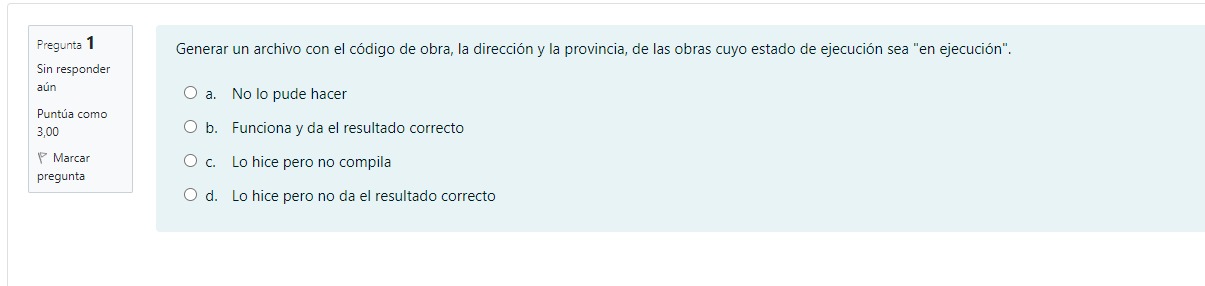 Pregunta 1
Sin responder
aún
Puntúa como
3,00
Marcar
pregunta
Generar un archivo con el código de obra, la dirección y la provincia, de las obras cuyo estado de ejecución sea "en ejecución".
a. No lo pude hacer
b. Funciona y da el resultado correcto
c. Lo hice pero no compila
d. Lo hice pero no da el resultado correcto